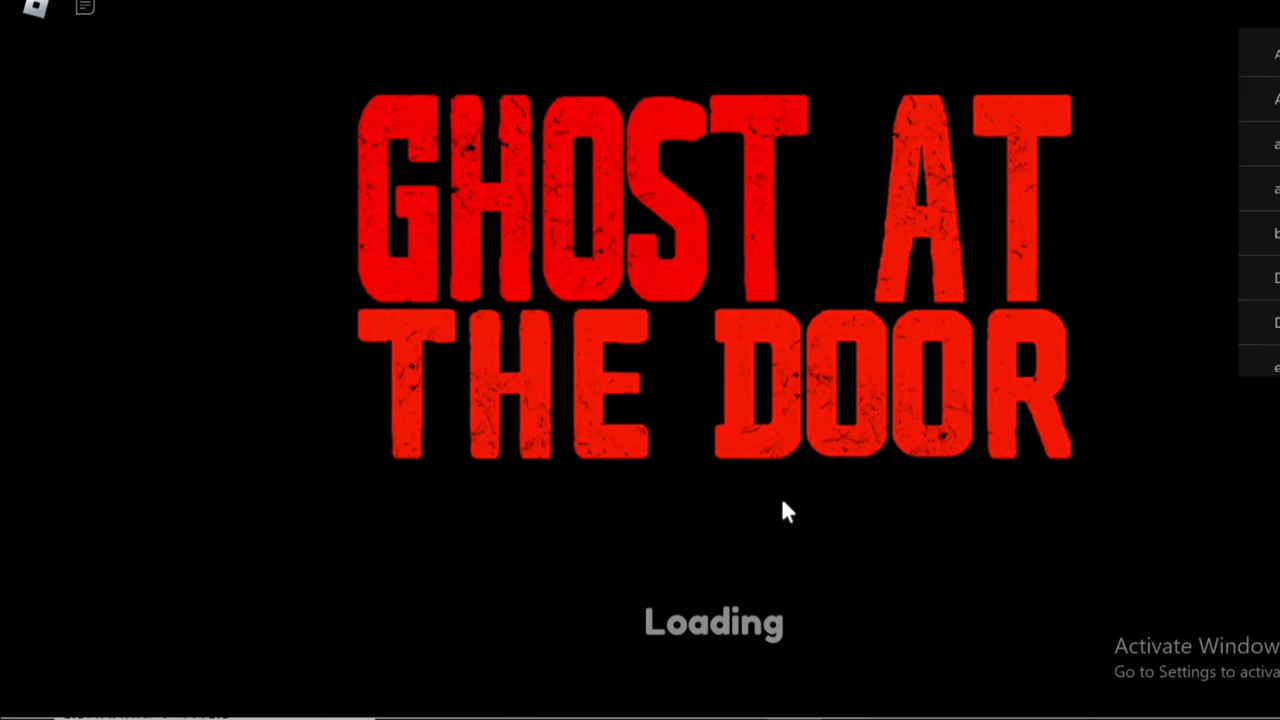 GHOST AT
THE DOOR
Loading
Activate Window
Go to Settings to activa